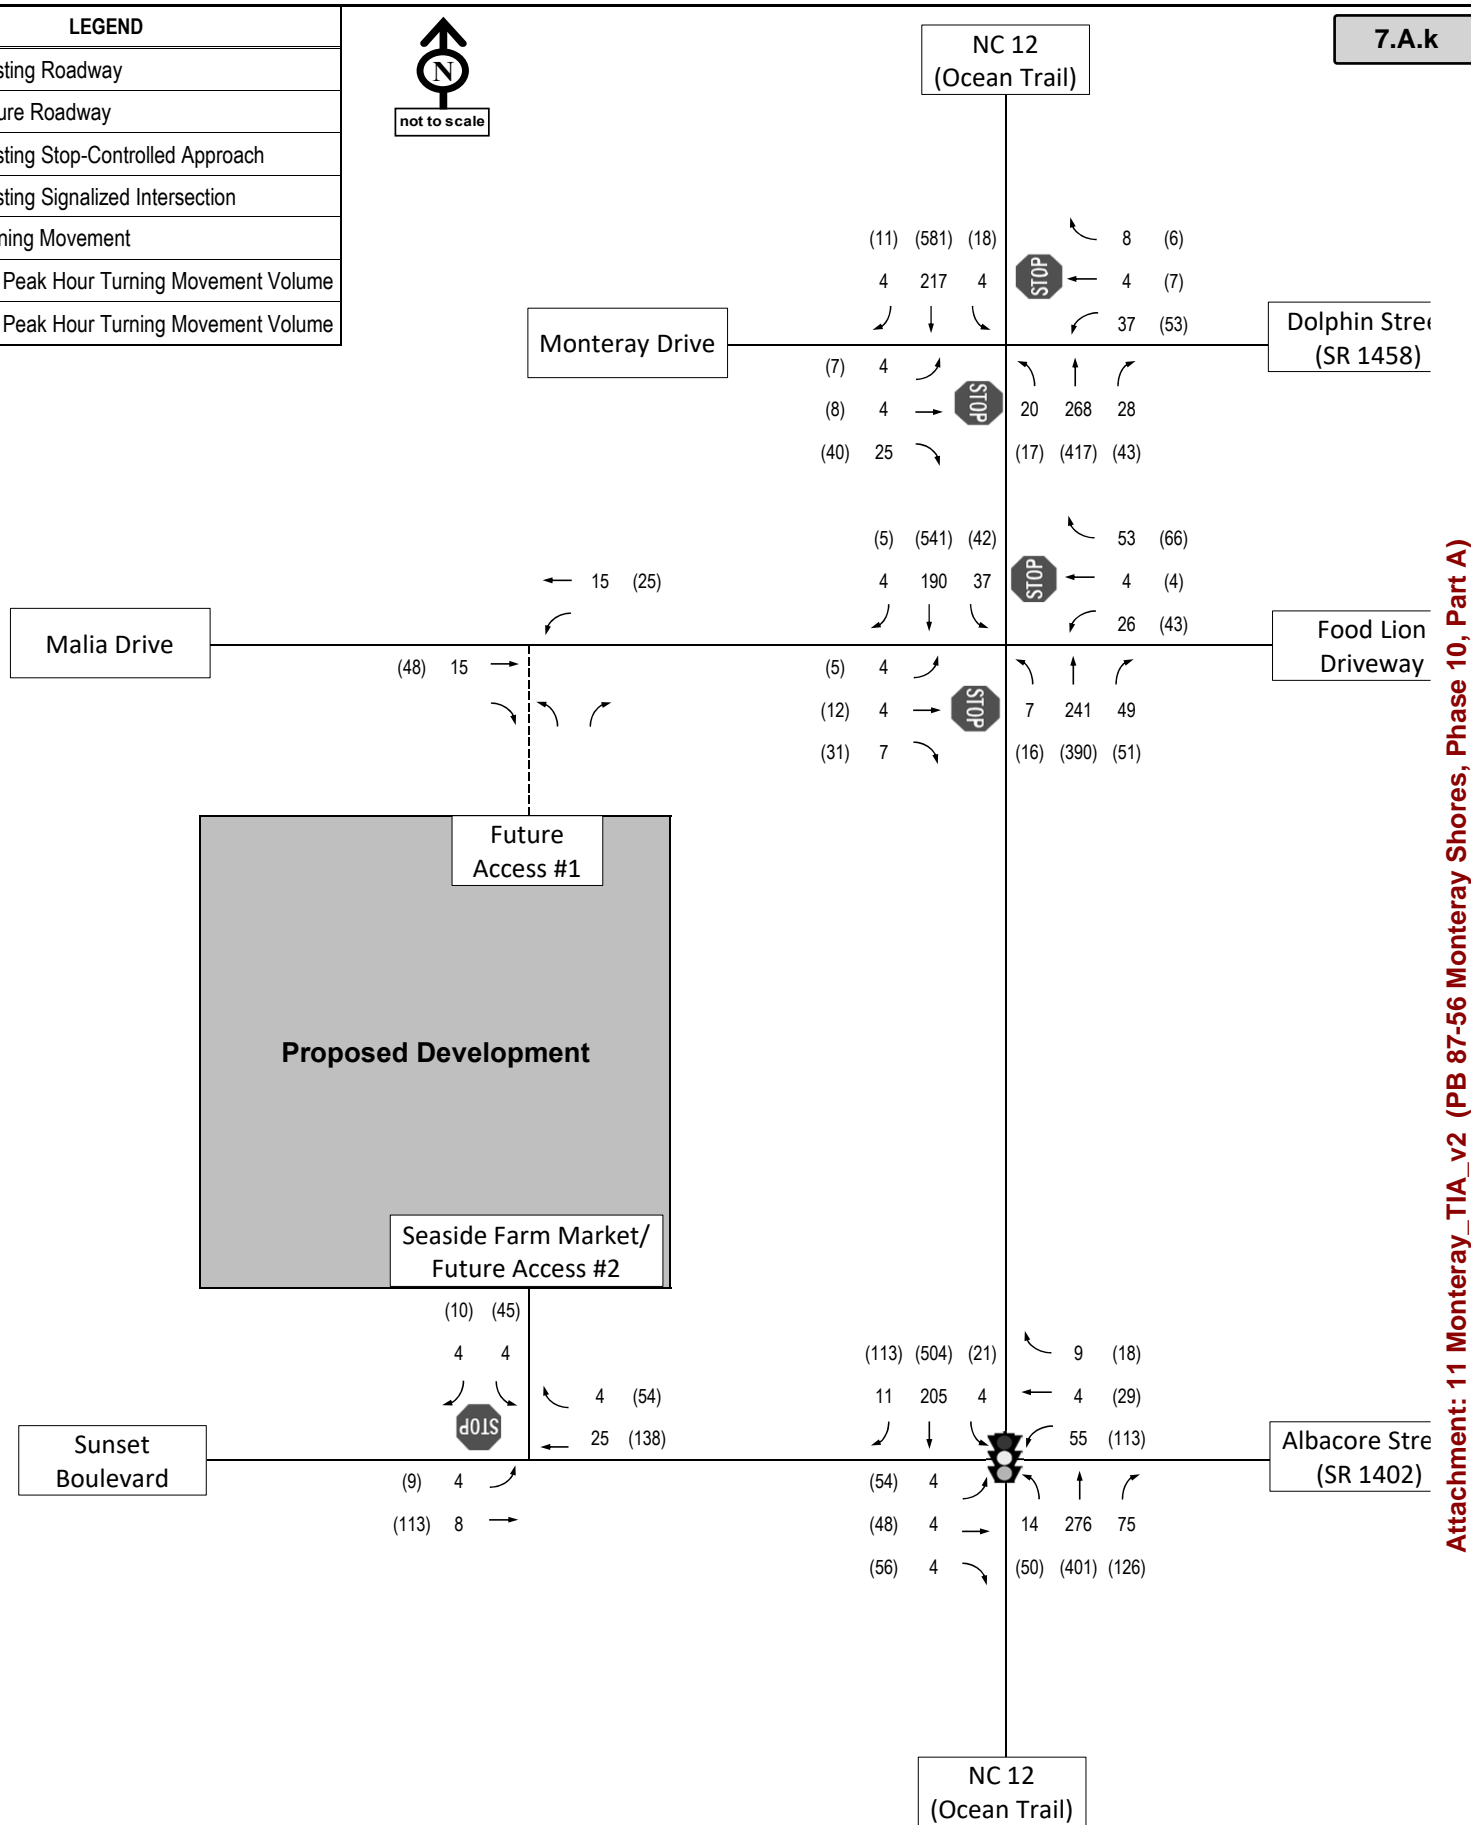 LEGEND
sting Roadway
ure Roadway
sting Stop-Controlled Approach
sting Signalized Intersection
ning Movement
Peak Hour Turning Movement Volume
Peak Hour Turning Movement Volume
N
not to scale
NC 12
(Ocean Trail)
7.A.k
(11) (581) (18)
4 217 4
STOP
8 (6)
4 (7)
37 (53)
Monteray Drive
Dolphin Stree
(SR 1458)
(7) 4
(8) 4
(40) 25
STOP
20 268 28
(17) (417) (43)
(5) (541) (42)
4 190 37
STOP
53 (66)
4 (4)
26 (43)
15 (25)
Malia Drive
Food Lion
Driveway
(48) 15
(5) 4
(12) 4
(31) 7
STOP
7 241 49
(16) (390) (51)
Future
Access #1
Proposed Development
Seaside Farm Market/
Future Access #2
(10) (45)
4 4
STOP
4 (54)
25 (138)
Sunset
Boulevard
(9) 4
(113) 8
(113) (504) (21)
11 205 4
9 (18)
4 (29)
55 (113)
Albacore Stre
(SR 1402)
(54) 4
(48) 4
(56) 4
14 276 75
(50) (401) (126)
NC 12
(Ocean Trail)
Attachment: 11 Monteray_TIA_v2 (PB 87-56 Monteray Shores, Phase 10, Part A)